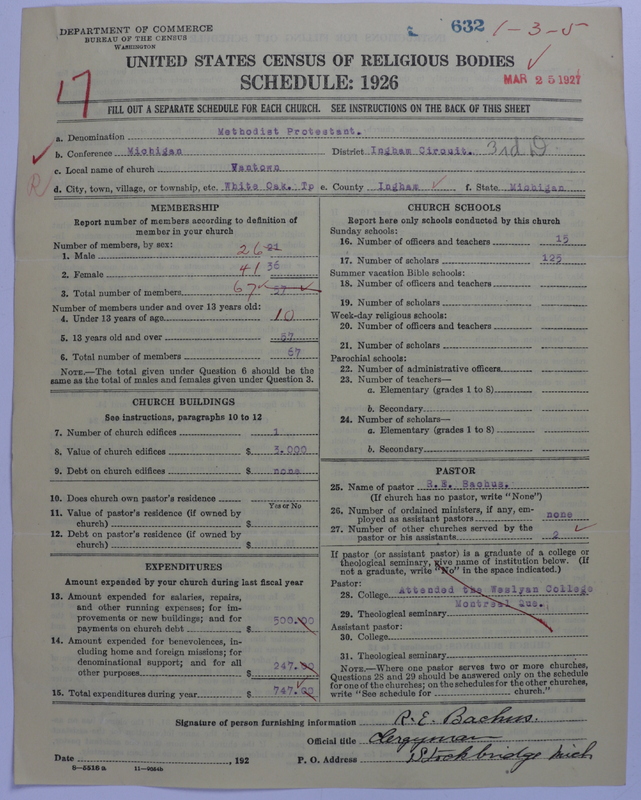 DEPARTMENT OF COMMERCE
BUREAU OF THE CENSUS
WASHINGTON
632
1-3-5
UNITED STATES CENSUS OF RELIGIOUS BODIES
SCHEDULE: 1926
MAR 25 1927
17
FILL OUT A SEPARATE SCHEDULE FOR EACH CHURCH. SEE INSTRUCTIONS ON THE BACK OF THIS SHEET
a. Denomination Methodist Protestant.
b. Conference Michigan District Ingham Circuit. 3rd D
c. Local name of church Vantown
R d. City, town, village, or township, etc. White Oak. Tp e. County Ingham f. State Michigan
MEMBERSHIP
Report number of members according to definition of member in your church
Number of members, by sex:
1. Male 26 21
2. Female 41 36
3. Total number of members 67 57
Number of members under and over 13 years old:
4. Under 13 years of age 10
5. 13 years old and over 57
6. Total number of members 57
NOTE.—The total given under Question 6 should be the
same as the total of males and females given under Question 3.
CHURCH BUILDINGS
See instructions, paragraphs 10 to 12
7. Number of church edifices 1
8. Value of church edifices $ 3.000
9. Debt on church edifices $ none
10. Does church own pastor's residence
Yes or No
11. Value of pastor's residence (if owned by
church) $
12. Debt on pastor's residence (if owned by
church) $
EXPENDITURES
Amount expended by your church during last fiscal year
13. Amount expended for salaries, repairs,
and other running expenses; for im-
provements or new buildings; and for
payments on church debt $ 500.00
14. Amount expended for benevolences, in-
cluding home and foreign missions; for
denominational support; and for all
other purposes $ 247.00
15. Total expenditures during year $ 747.00
CHURCH SCHOOLS
Report here only schools conducted by this church
Sunday schools:
16. Number of officers and teachers 15
17. Number of scholars 125
Summer vacation Bible schools:
18. Number of officers and teachers
19. Number of scholars
Week-day religious schools:
20. Number of officers and teachers
21. Number of scholars
Parochial schools:
22. Number of administrative officers
23. Number of teachers—
a. Elementary (grades 1 to 8)
b. Secondary
24. Number of scholars—
a. Elementary (grades 1 to 8)
b. Secondary
PASTOR
25. Name of pastor R.E. Bachus.
(If church has no pastor, write "None")
26. Number of ordained ministers, if any, em-
ployed as assistant pastors none
27. Number of other churches served by the
pastor or his assistants 2
If pastor (or assistant pastor) is a graduate of a college or
theological seminary, give name of institution below. (If
not a graduate, write "No" in the space indicated.)
Pastor:
28. College Attended the Weslyan College
Montreal Que.
29. Theological seminary
Assistant pastor:
30. College
31. Theological seminary
NOTE.—Where one pastor serves two or more churches,
Questions 28 and 29 should be answered only on the schedule
for one of the churches; on the schedules for the other churches,
write "See schedule for church."
Signature of person furnishing information R. E. Bachus.
Official title Clergyman
Date , 192 P. O. Address Stockbridge Mich
8-5516a 11-9054b